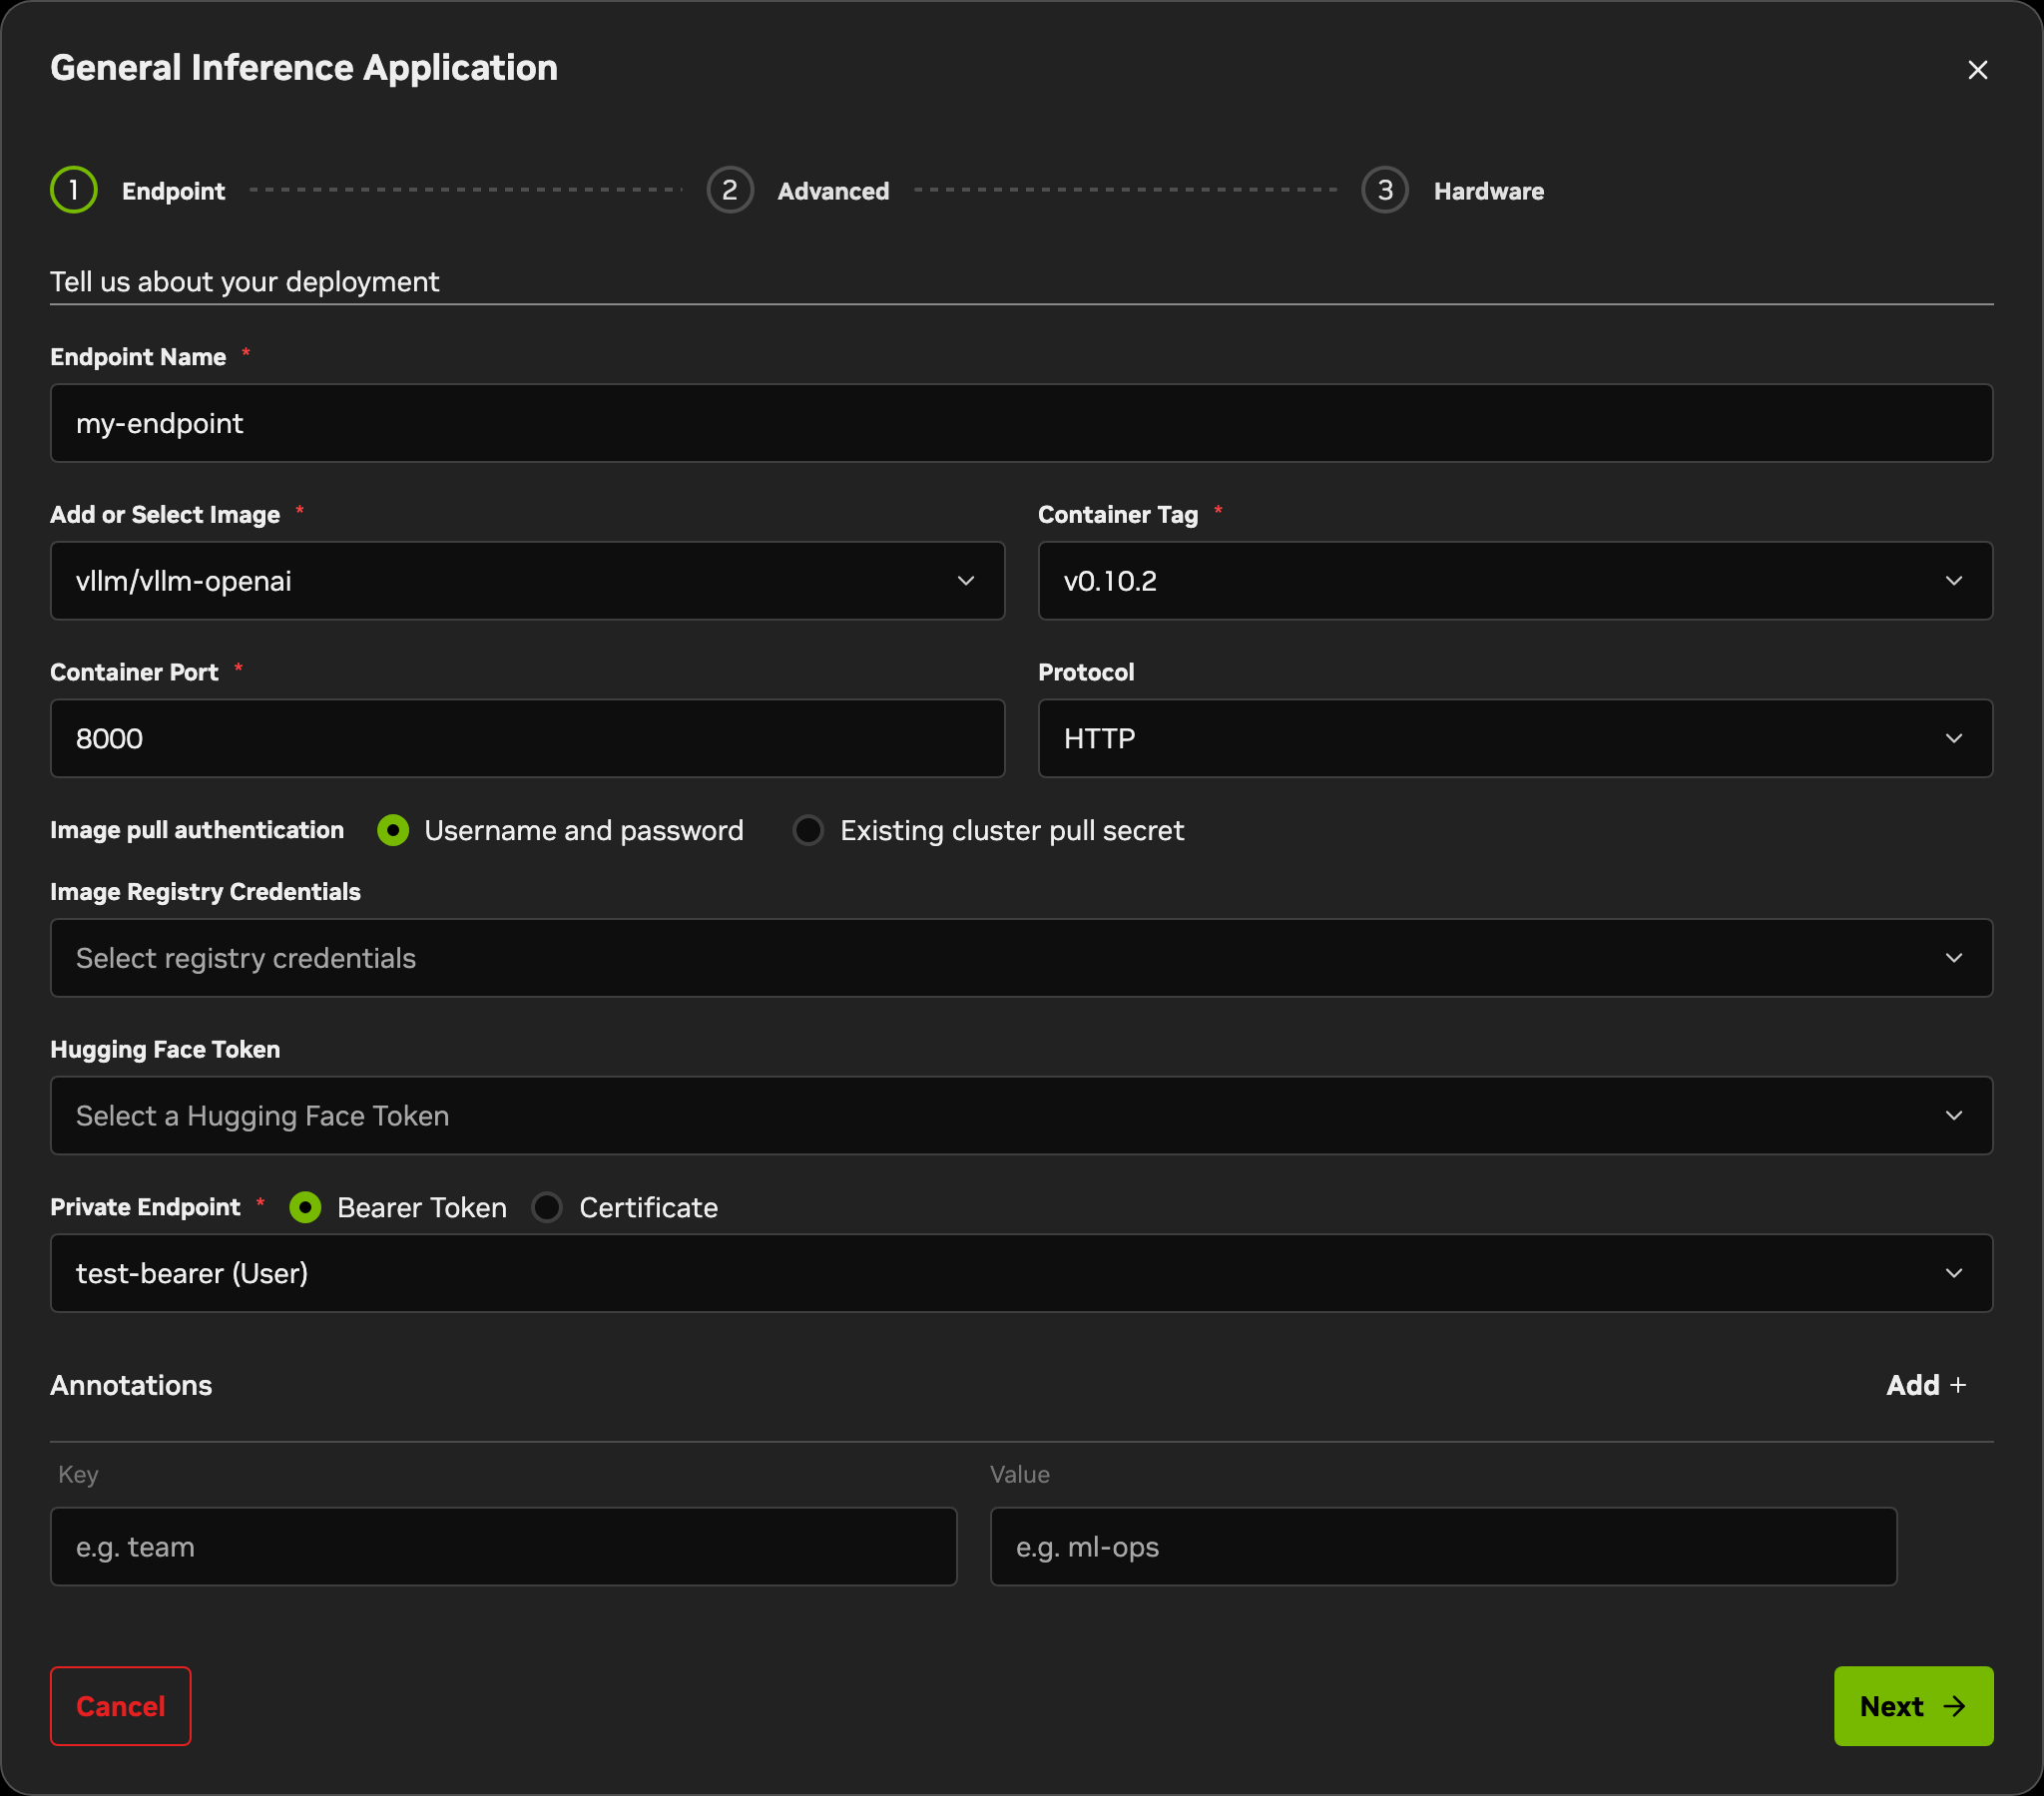 General Inference Application
1 Endpoint 2 Advanced 3 Hardware
Tell us about your deployment
Endpoint Name *
my-endpoint
Add or Select Image * Container Tag *
vllm/vllm-openai v0.10.2
Container Port * Protocol
8000 HTTP
Image pull authentication Username and password Existing cluster pull secret
Image Registry Credentials
Select registry credentials
Hugging Face Token
Select a Hugging Face Token
Private Endpoint * Bearer Token Certificate
test-bearer (User)
Annotations Add +
Key Value
e.g. team e.g. ml-ops
Cancel Next →